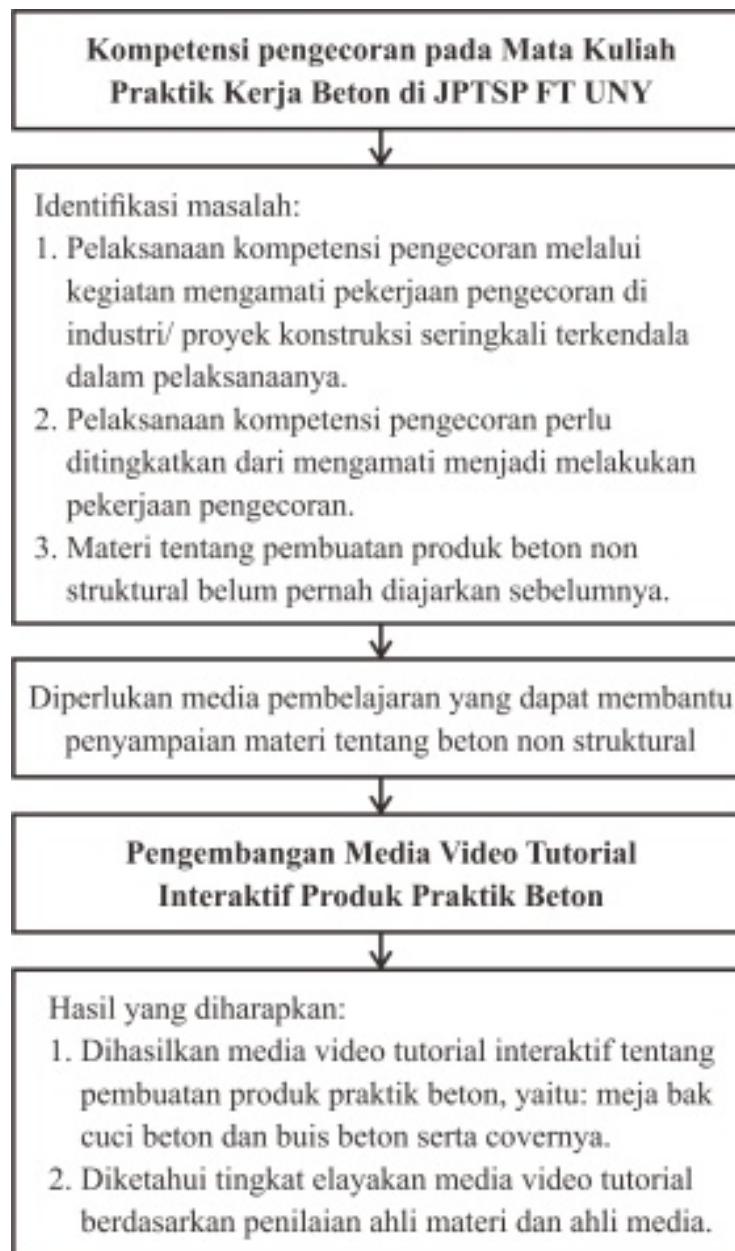 Kompetensi pengecoran pada Mata Kuliah
Praktik Kerja Beton di JPTSP FT UNY
Identifikasi masalah:
1. Pelaksanaan kompetensi pengecoran melalui
kegiatan mengamati pekerjaan pengecoran di
industri/ proyek konstruksi seringkali terkendala
dalam pelaksanaanya.
2. Pelaksanaan kompetensi pengecoran perlu
ditingkatkan dari mengamati menjadi melakukan
pekerjaan pengecoran.
3. Materi tentang pembuatan produk beton non
struktural belum pernah diajarkan sebelumnya.
Diperlukan media pembelajaran yang dapat membantu
penyampaian materi tentang beton non struktural
Pengembangan Media Video Tutorial
Interaktif Produk Praktik Beton
Hasil yang diharapkan:
1. Dihasilkan media video tutorial interaktif tentang
pembuatan produk praktik beton, yaitu: meja bak
cuci beton dan buis beton serta covernya.
2. Diketahui tingkat elayakan media video tutorial
berdasarkan penilaian ahli materi dan ahli media.